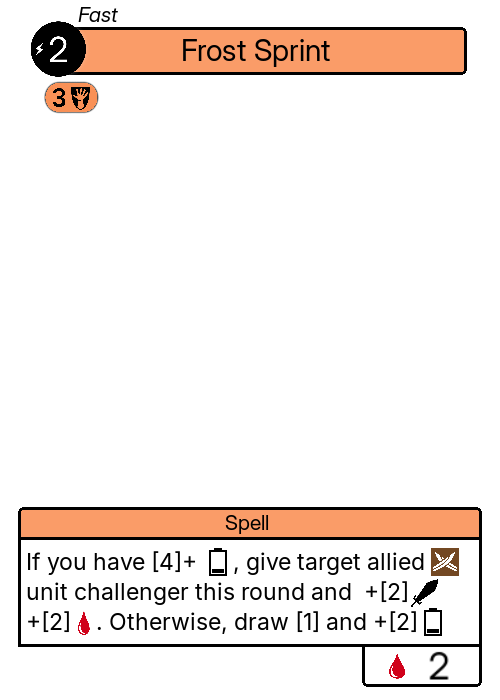 Fast
2
Frost Sprint
3
Spell
If you have [4]+ , give target allied
unit challenger this round and +[2]
+[2] . Otherwise, draw [1] and +[2]
2